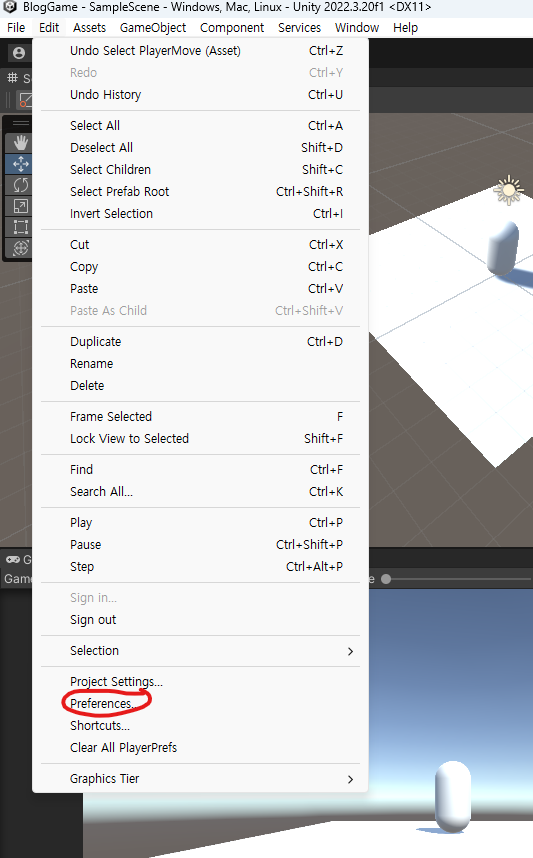 BlogGame - SampleScene - Windows, Mac, Linux - Unity 2022.3.20f1 <DX11>
File Edit Assets GameObject Component Services Window Help
Undo Select PlayerMove (Asset) Ctrl+Z
Redo Ctrl+Y
Undo History Ctrl+U
Select All Ctrl+A
Deselect All Shift+D
Select Children Shift+C
Select Prefab Root Ctrl+Shift+R
Invert Selection Ctrl+I
Cut Ctrl+X
Copy Ctrl+C
Paste Ctrl+V
Paste As Child Ctrl+Shift+V
Duplicate Ctrl+D
Rename
Delete
Frame Selected F
Lock View to Selected Shift+F
Find Ctrl+F
Search All... Ctrl+K
Play Ctrl+P
Pause Ctrl+Shift+P
Step Ctrl+Alt+P
Sign in...
Sign out
Selection
Project Settings...
Preferences...
Shortcuts...
Clear All PlayerPrefs
Graphics Tier